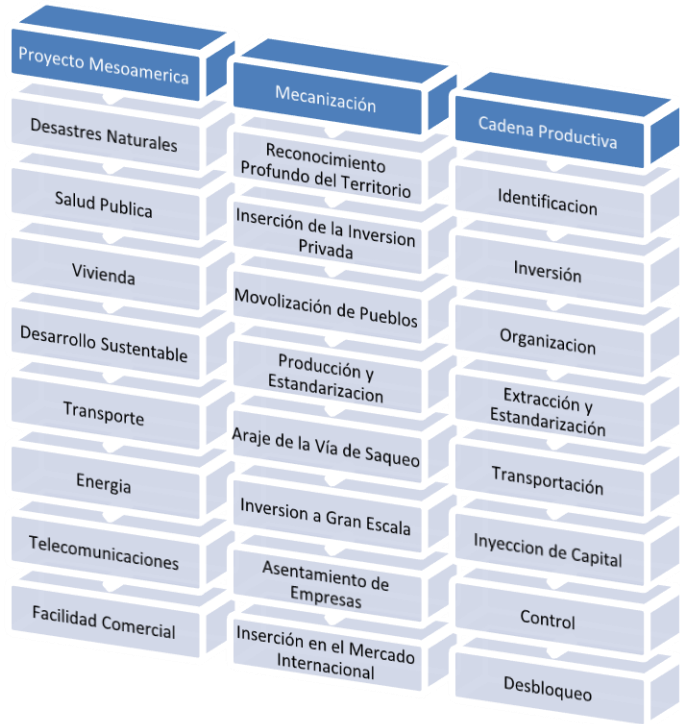 Proyecto Mesoamerica
Desastres Naturales
Salud Publica
Vivienda
Desarrollo Sustentable
Transporte
Energia
Telecomunicaciones
Facilidad Comercial
Mecanización
Reconocimiento
Profundo del Territorio
Inserción de la Inversion
Privada
Movolización de Pueblos
Producción y
Estandarizacion
Araje de la Vía de Saqueo
Inversion a Gran Escala
Asentamiento de
Empresas
Inserción en el Mercado
Internacional
Cadena Productiva
Identificacion
Inversión
Organizacion
Extracción y
Estandarización
Transportación
Inyeccion de Capital
Control
Desbloqueo